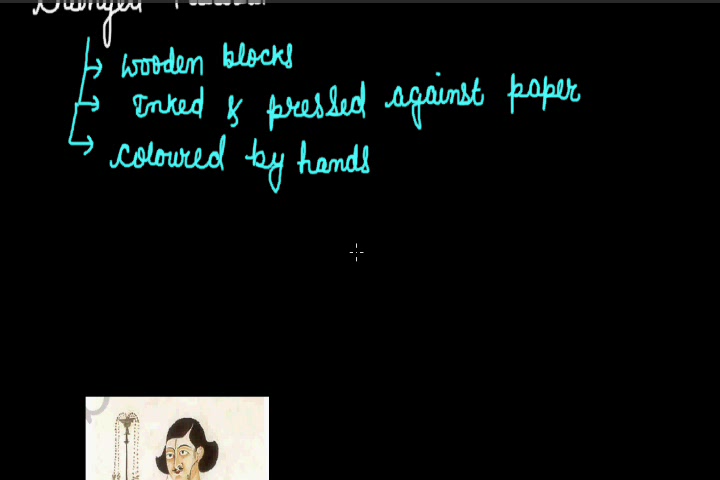 wooden blocks
Inked & pressed against paper
coloured by hands